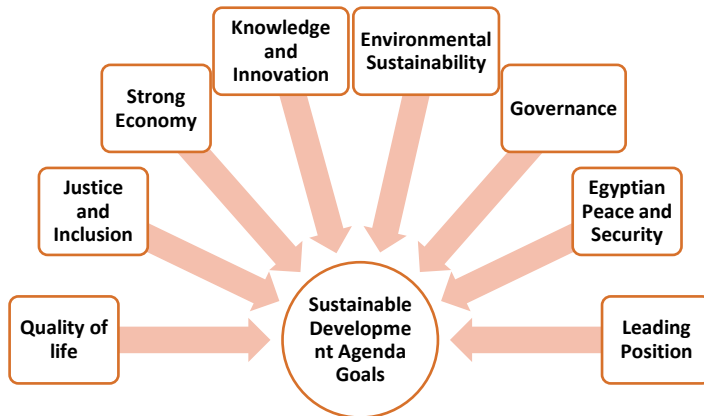 Knowledge
and
Innovation
Environmental
Sustainability
Strong
Economy
Governance
Justice
and
Inclusion
Egyptian
Peace and
Security
Quality of
life
Sustainable
Developme
nt Agenda
Goals
Leading
Position